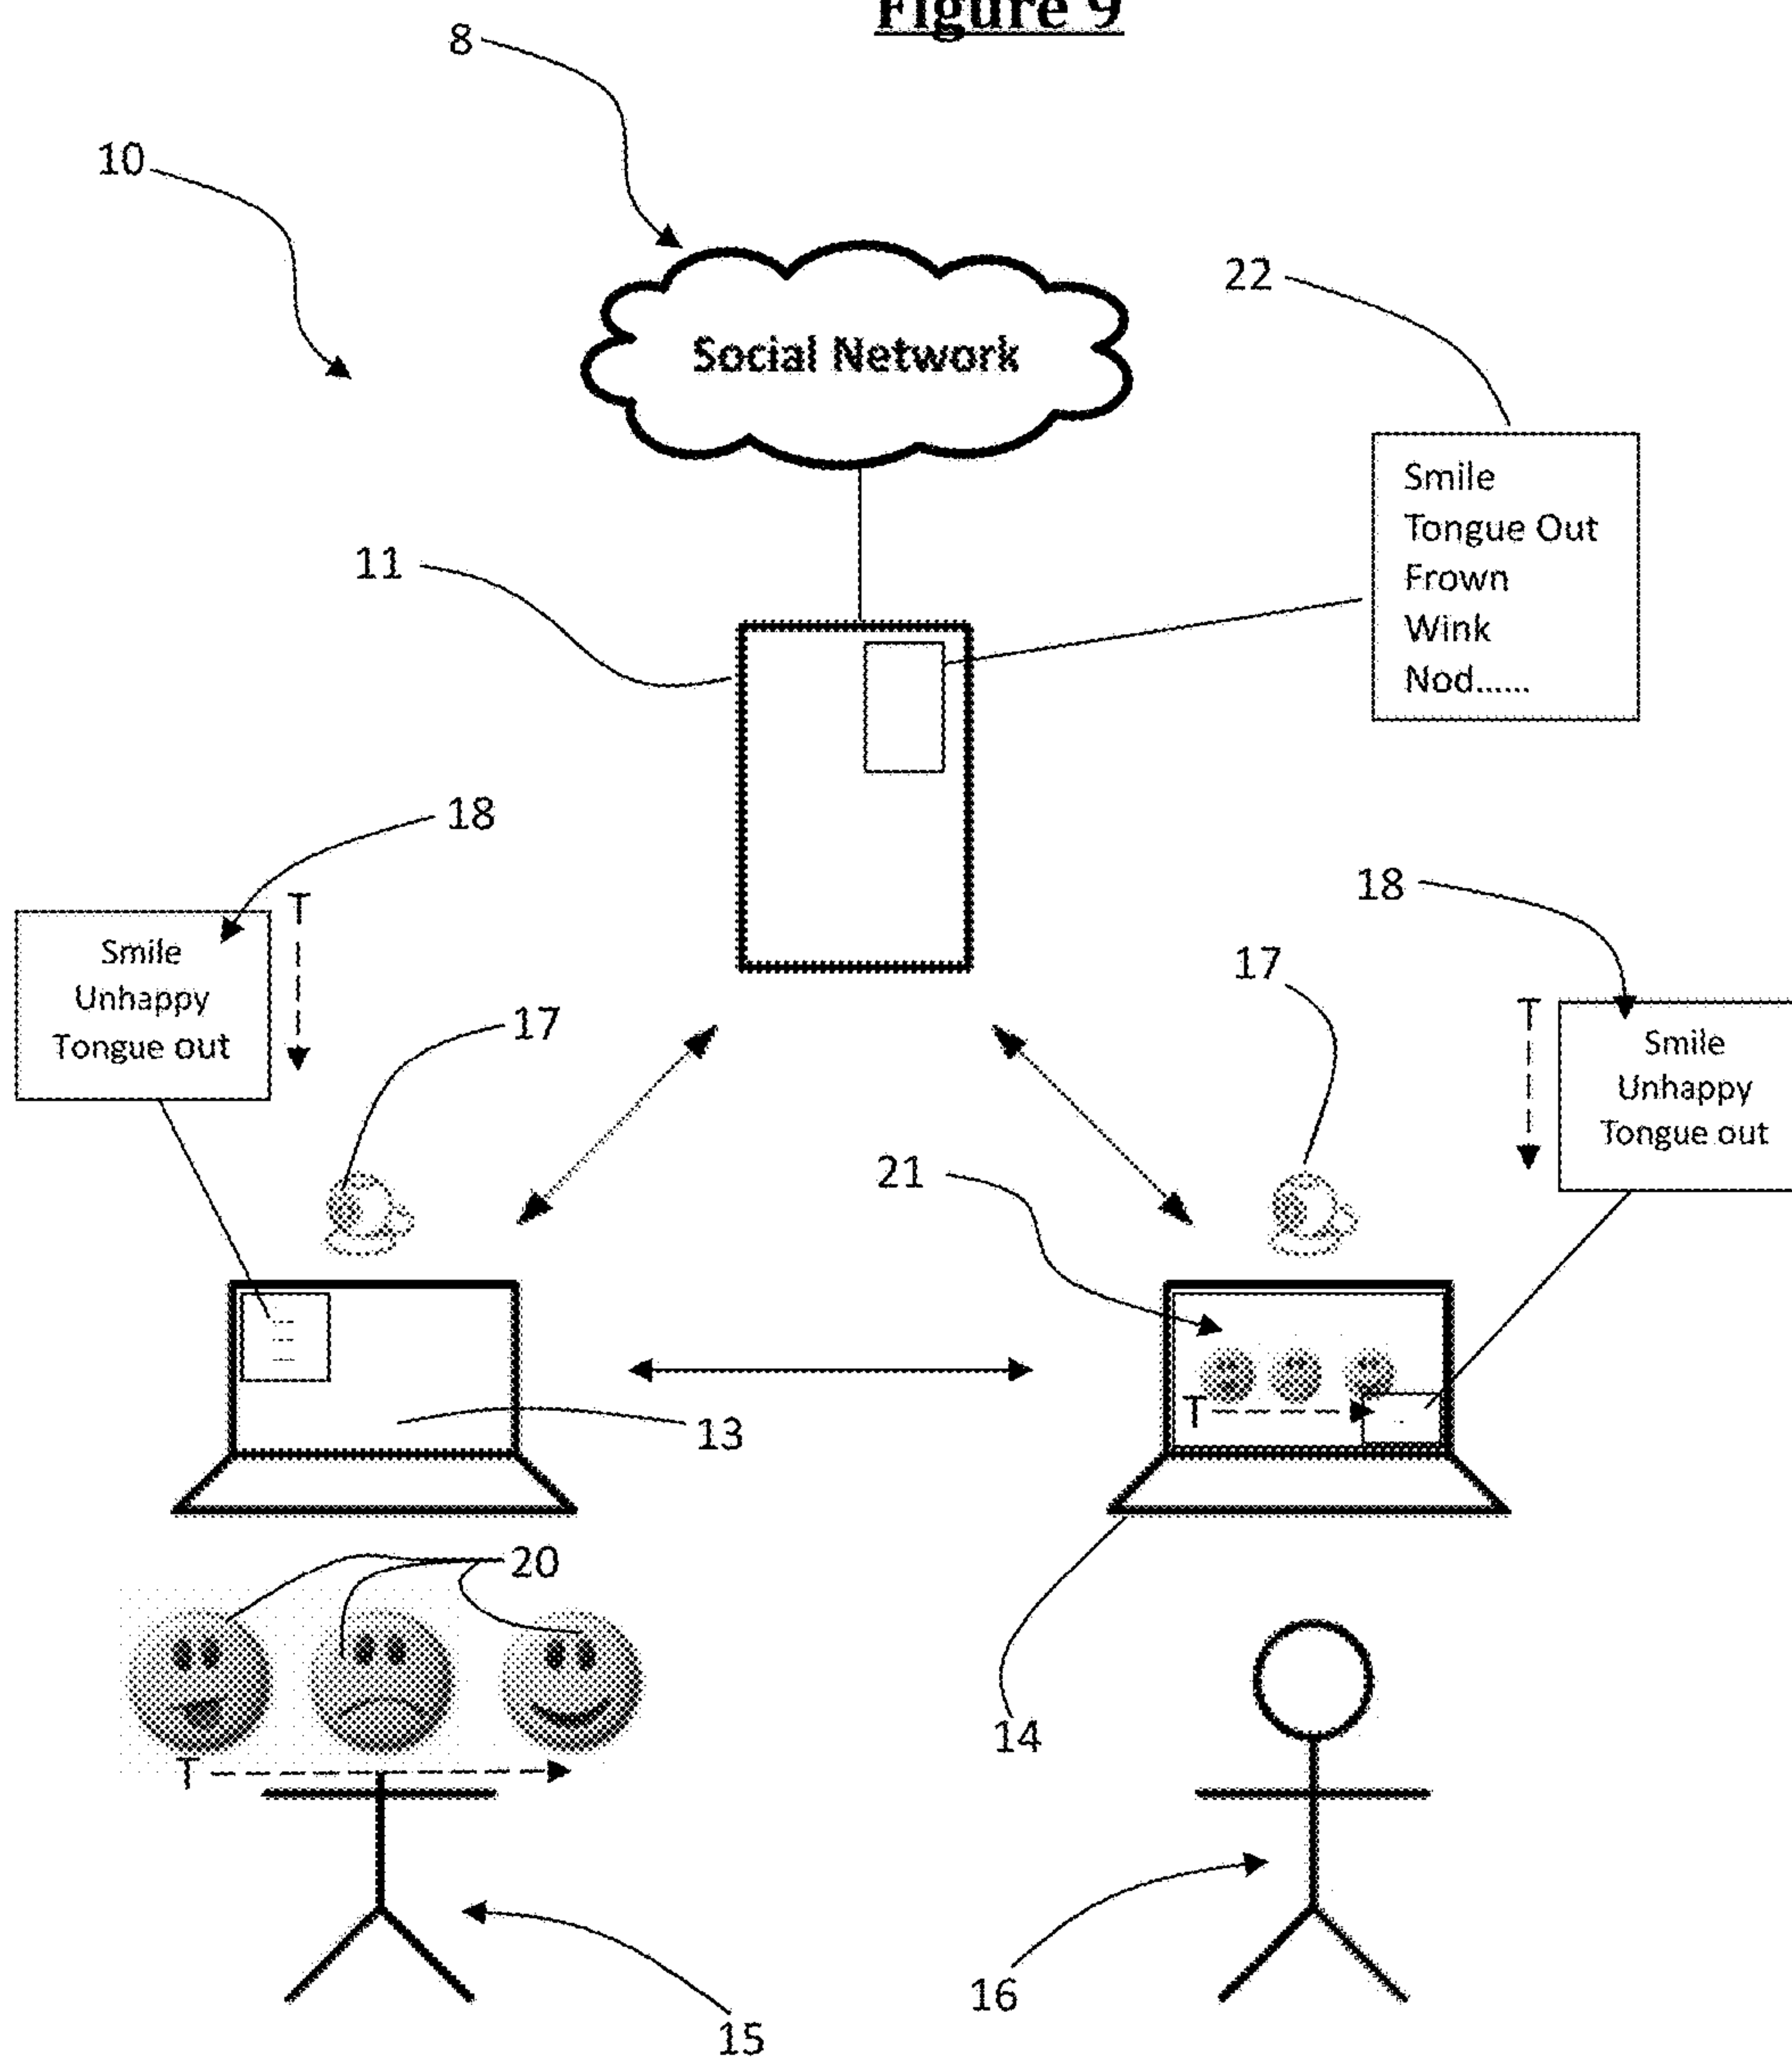 Figure 9
8
10
Social Network
22
Smile
Tongue Out
Frown
Wink
Nod......
11
18
T
Smile
Unhappy
Tongue out
18
17
T
Smile
Unhappy
Tongue out
17
21
T
13
20
14
T
16
15